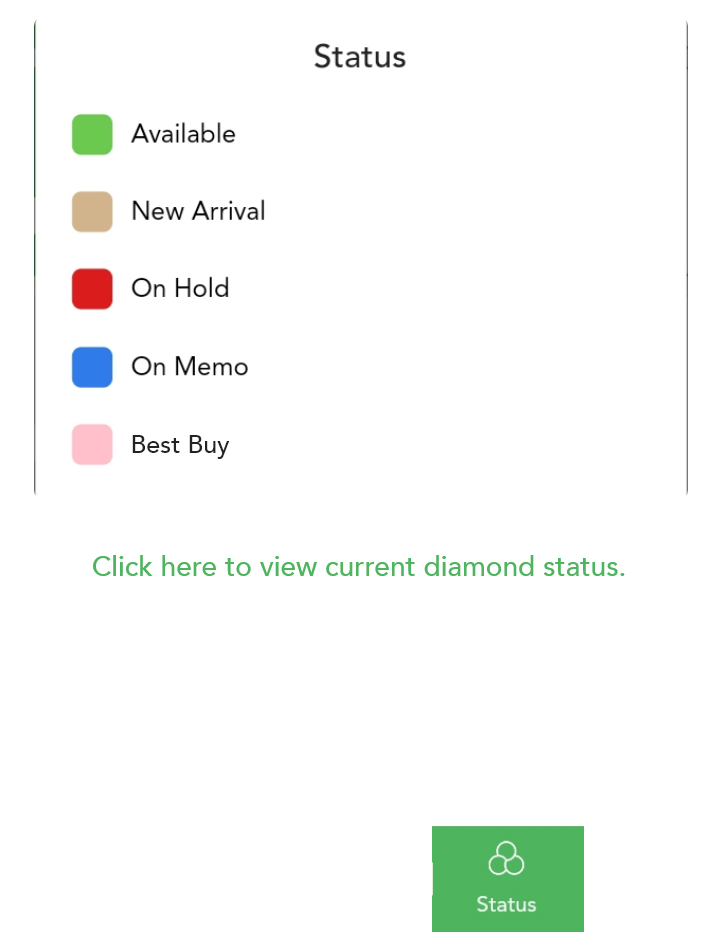 Status
Available
New Arrival
On Hold
On Memo
Best Buy
Click here to view current diamond status.
Status